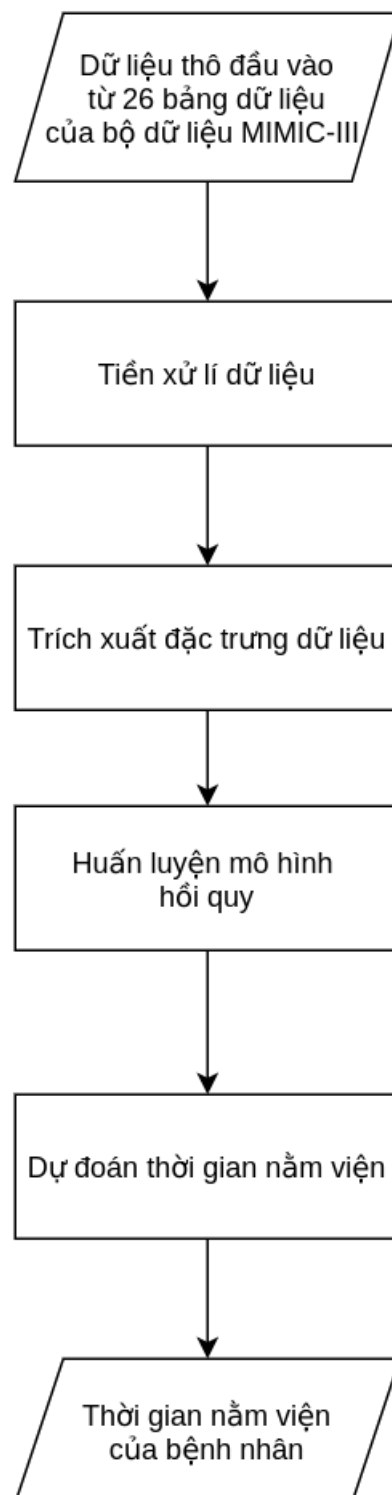 Dữ liệu thô đầu vào
từ 26 bảng dữ liệu
của bộ dữ liệu MIMIC-III
Tiền xử lí dữ liệu
Trích xuất đặc trưng dữ liệu
Huấn luyện mô hình
hồi quy
Dự đoán thời gian nằm viện
Thời gian nằm viện
của bệnh nhân